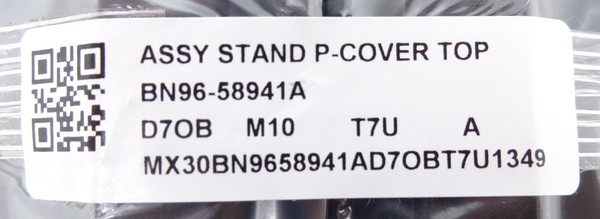 ASSY STAND P-COVER TOP
BN96-58941A
D7OB M10 T7U A
MX30BN9658941AD7OBT7U1349